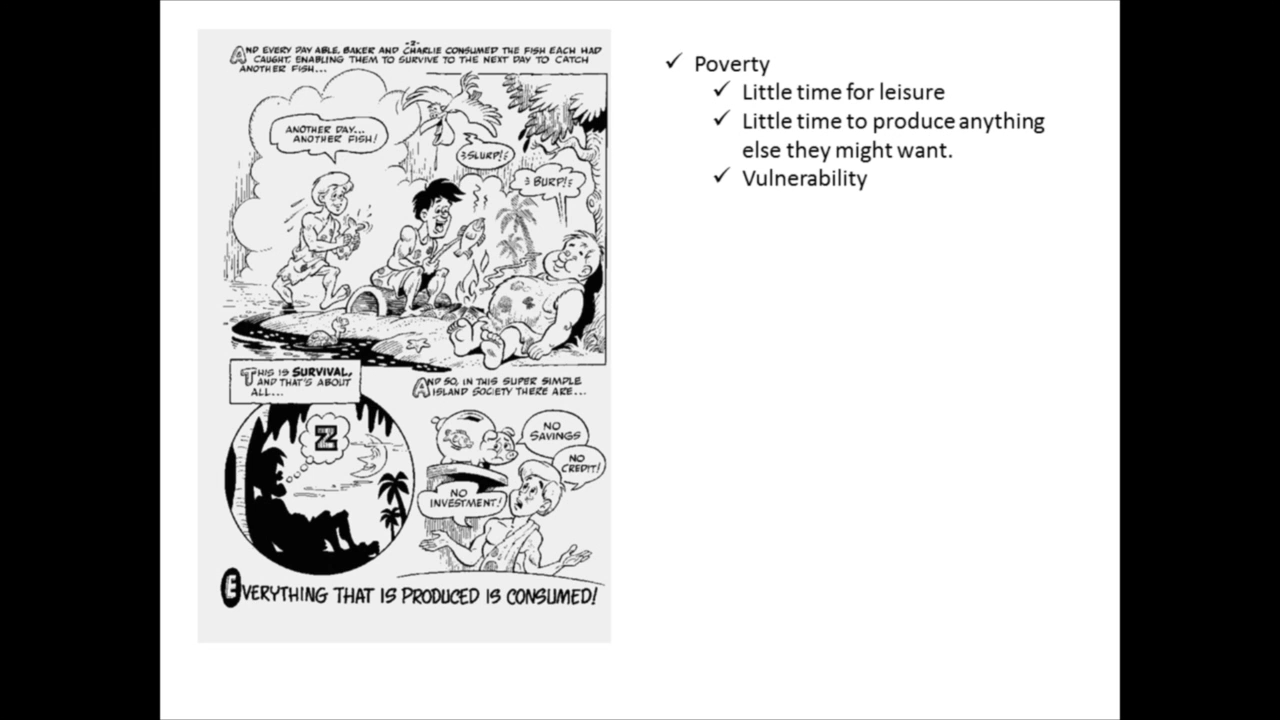 -2-
AND EVERY DAY ABLE, BAKER AND CHARLIE CONSUMED THE FISH EACH HAD
CAUGHT, ENABLING THEM TO SURVIVE TO THE NEXT DAY TO CATCH
ANOTHER FISH...
ANOTHER DAY...
ANOTHER FISH!
SLURP!
BURP!
THIS IS SURVIVAL,
AND THAT'S ABOUT
ALL...
AND SO, IN THIS SUPER SIMPLE
ISLAND SOCIETY THERE ARE...
Z
NO
SAVINGS
NO
CREDIT!
NO
INVESTMENT!
EVERYTHING THAT IS PRODUCED IS CONSUMED!
✓ Poverty
✓ Little time for leisure
✓ Little time to produce anything
else they might want.
✓ Vulnerability